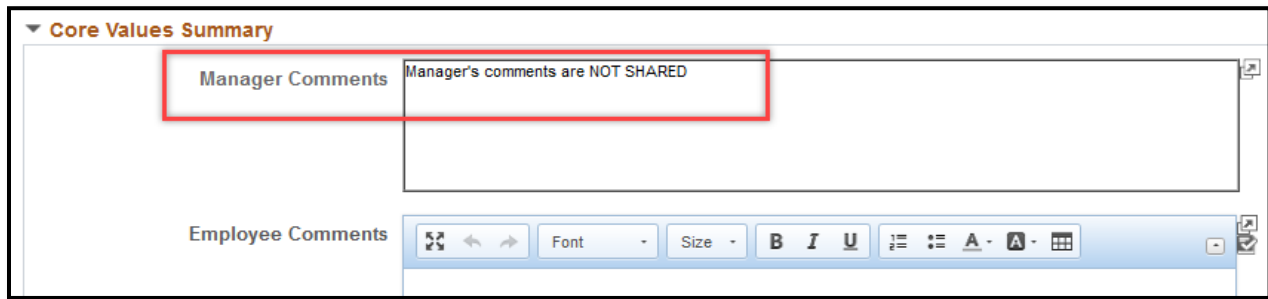 Core Values Summary
Manager Comments Manager's comments are NOT SHARED
Employee Comments Font Size B I U A A